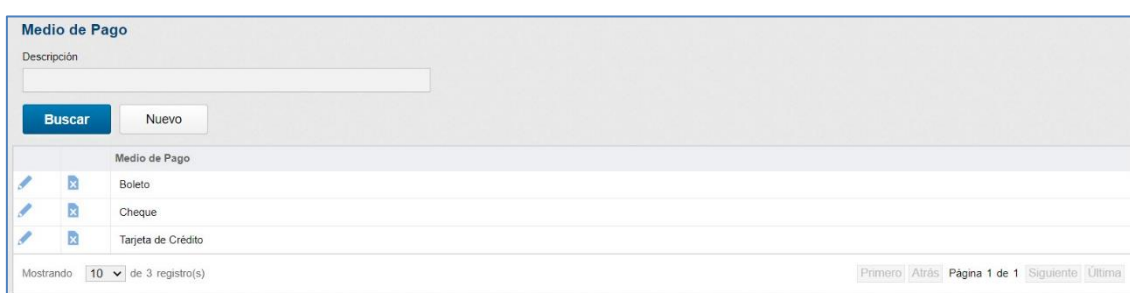 Medio de Pago
Descripción
Buscar Nuevo
Medio de Pago
Boleto
Cheque
Tarjeta de Crédito
Mostrando 10 de 3 registro(s) Primero Atrás Página 1 de 1 Siguiente Última